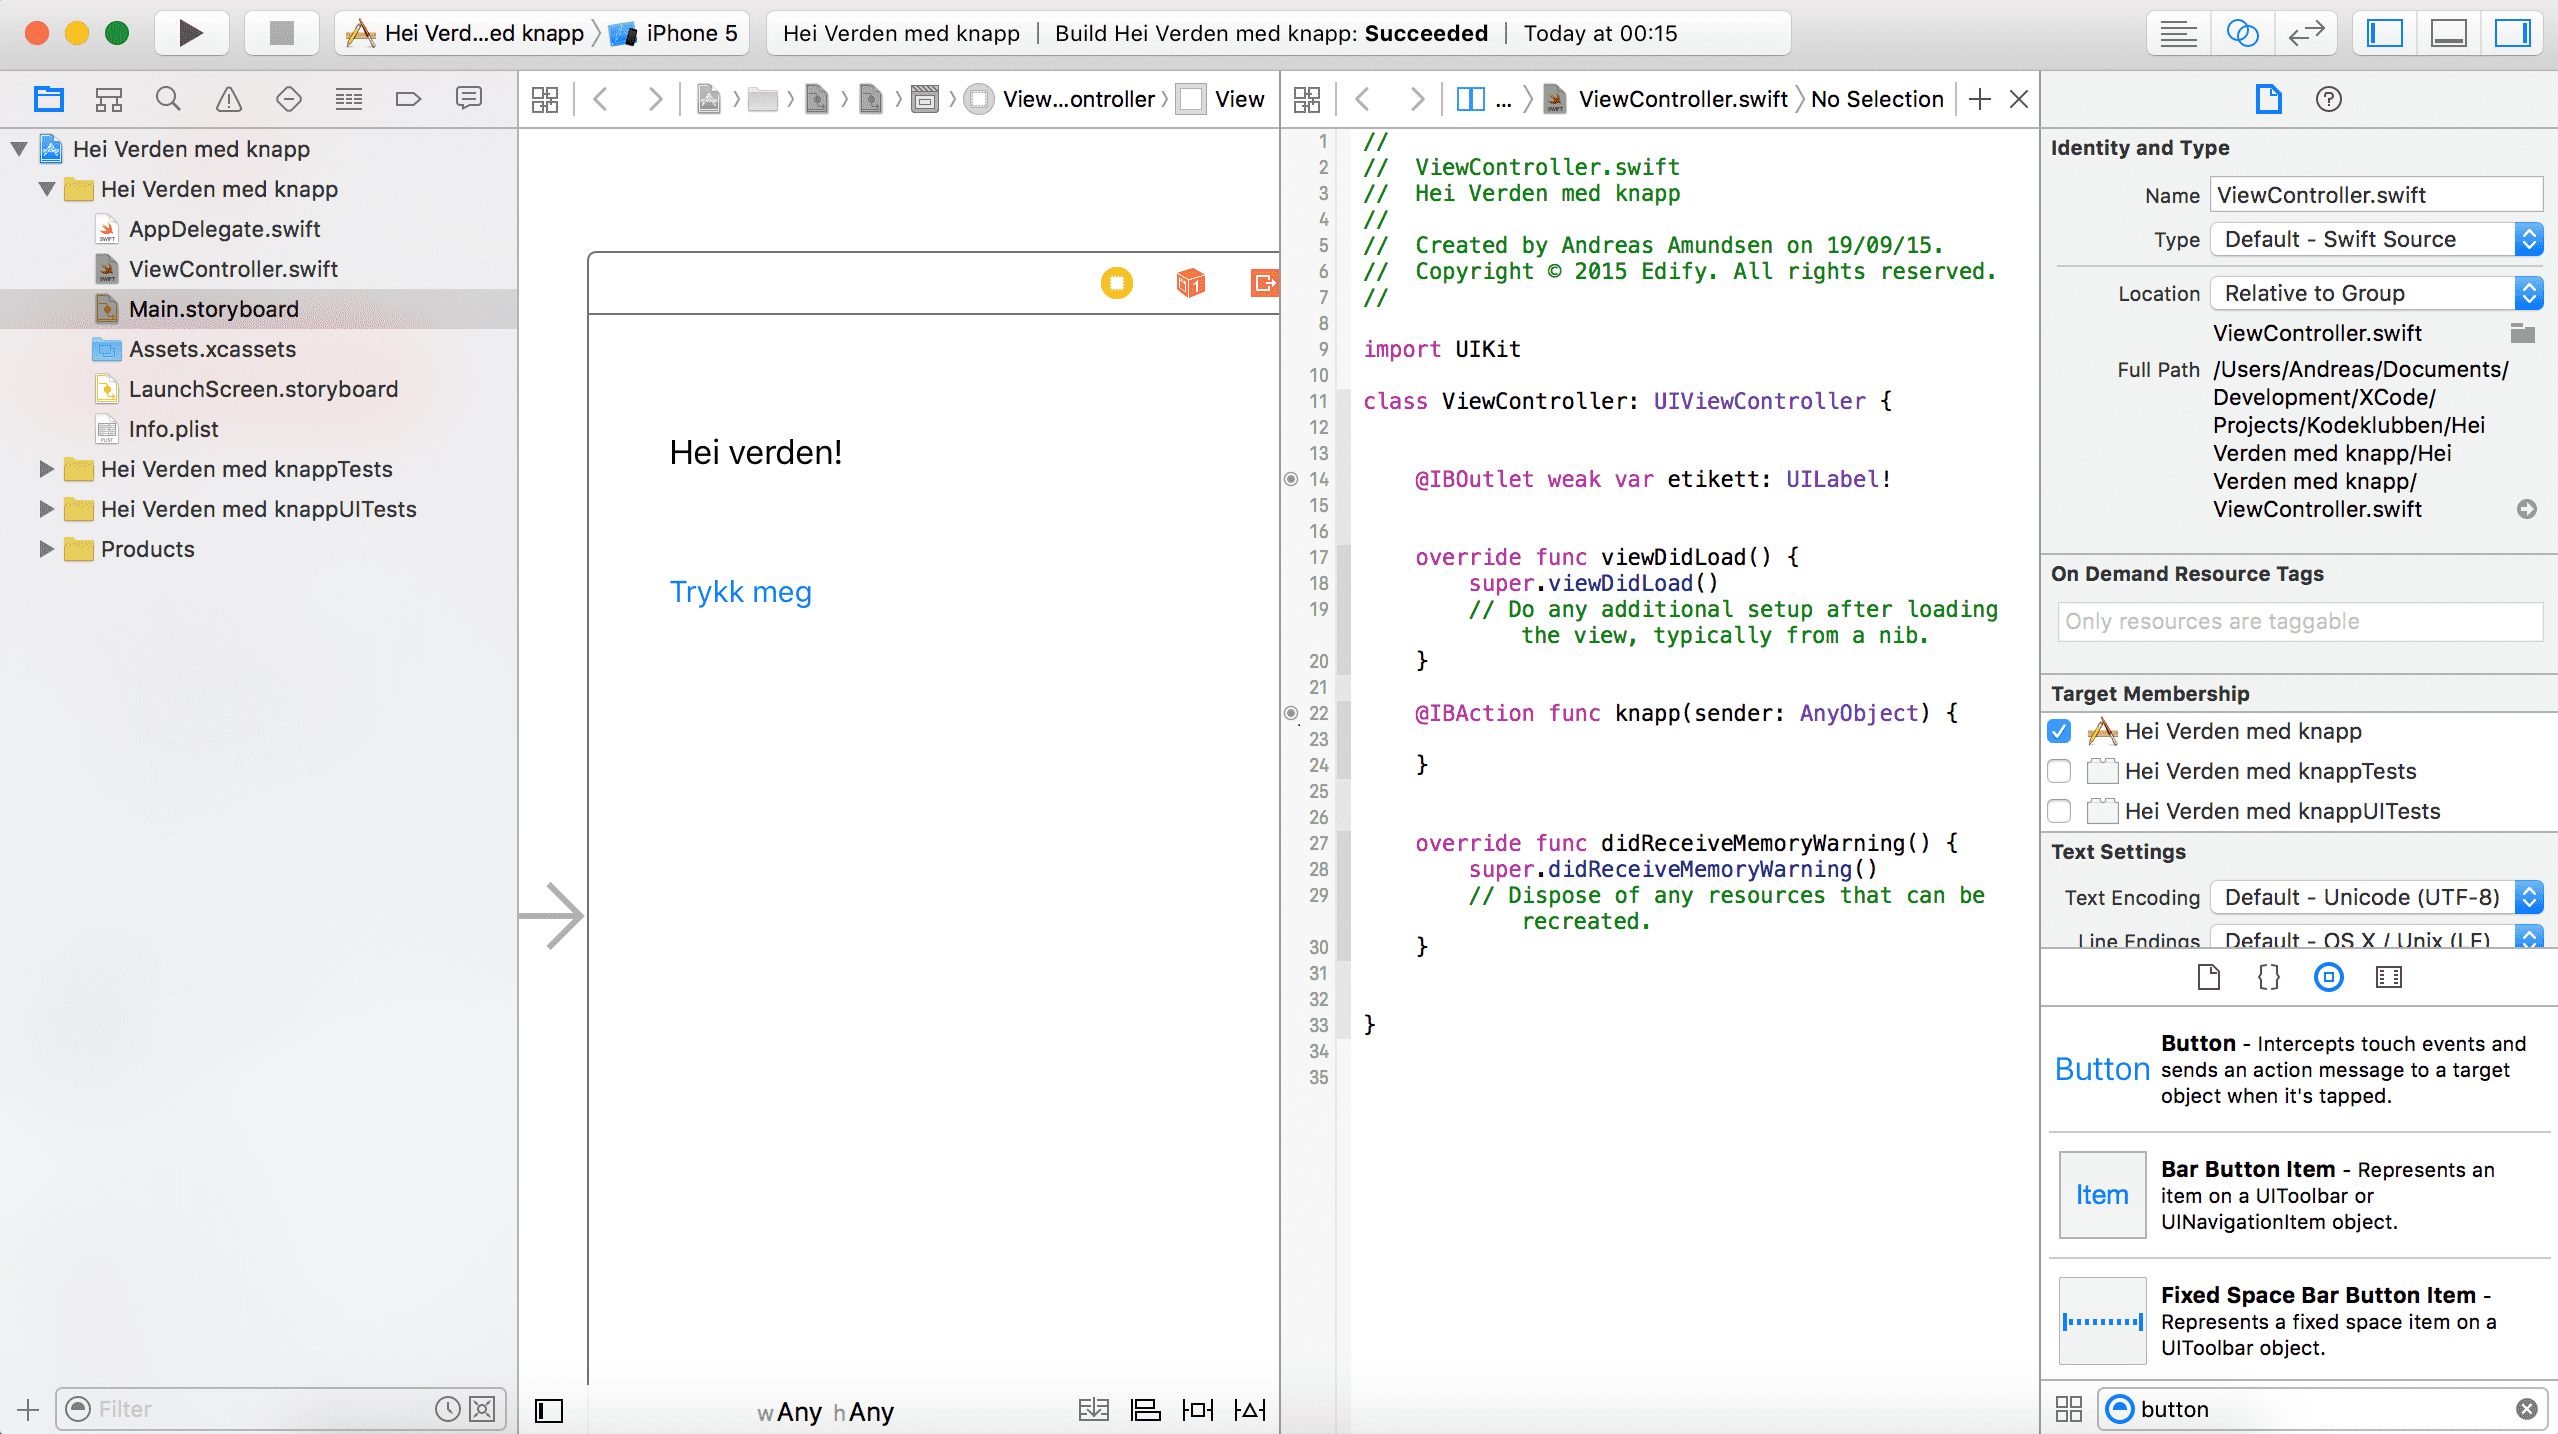 Hei Verd...ed knapp
iPhone 5
Hei Verden med knapp | Build Hei Verden med knapp: Succeeded | Today at 00:15
View...ontroller
View
...
ViewController.swift
No Selection
Hei Verden med knapp
Hei Verden med knapp
AppDelegate.swift
ViewController.swift
Main.storyboard
Assets.xcassets
LaunchScreen.storyboard
Info.plist
Hei Verden med knappTests
Hei Verden med knappUITests
Products
Filter
Hei verden!
Trykk meg
wAny hAny
1 //
2 //  ViewController.swift
3 //  Hei Verden med knapp
4 //
5 //  Created by Andreas Amundsen on 19/09/15.
6 //  Copyright © 2015 Edify. All rights reserved.
7 //
8
9 import UIKit
10
11 class ViewController: UIViewController {
12
13
14     @IBOutlet weak var etikett: UILabel!
15
16
17     override func viewDidLoad() {
18         super.viewDidLoad()
19         // Do any additional setup after loading
the view, typically from a nib.
20     }
21
22     @IBAction func knapp(sender: AnyObject) {
23
24     }
25
26
27     override func didReceiveMemoryWarning() {
28         super.didReceiveMemoryWarning()
29         // Dispose of any resources that can be
recreated.
30     }
31
32
33 }
34
35
Identity and Type
Name ViewController.swift
Type Default - Swift Source
Location Relative to Group
ViewController.swift
Full Path /Users/Andreas/Documents/
Development/XCode/
Projects/Kodeklubben/Hei
Verden med knapp/Hei
Verden med knapp/
ViewController.swift
On Demand Resource Tags
Only resources are taggable
Target Membership
Hei Verden med knapp
Hei Verden med knappTests
Hei Verden med knappUITests
Text Settings
Text Encoding Default - Unicode (UTF-8)
Line Endings Default - OS X / Unix (LF)
Button
Button - Intercepts touch events and
sends an action message to a target
object when it's tapped.
Item
Bar Button Item - Represents an
item on a UIToolbar or
UINavigationItem object.
Fixed Space Bar Button Item -
Represents a fixed space item on a
UIToolbar object.
button